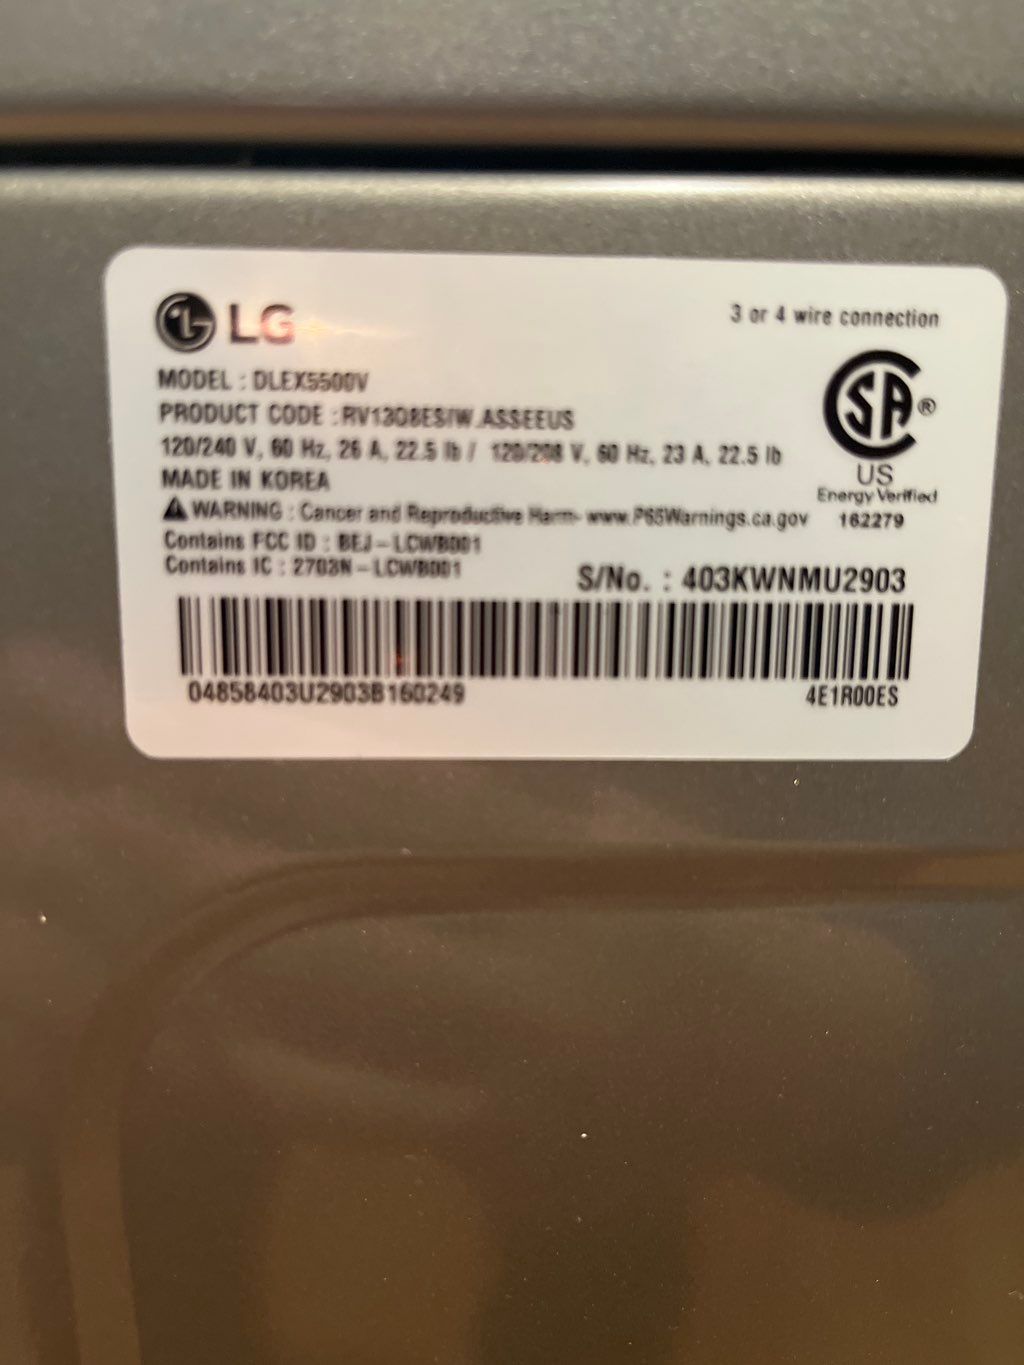 LG
3 or 4 wire connection
MODEL : DLEX5500V
PRODUCT CODE : RV13O8ES/W.ASSEEUS
120/240 V, 60 Hz, 26 A, 22.5 lb / 120/208 V, 60 Hz, 23 A, 22.5 lb
MADE IN KOREA
⚠ WARNING : Cancer and Reproductive Harm- www.P65Warnings.ca.gov
Contains FCC ID : BEJ-LCWB001
Contains IC : 2703N-LCWB001
SA ®
US
Energy Verified
162279
S/No. : 403KWNMU2903
04858403U2903B160249
4E1R00ES